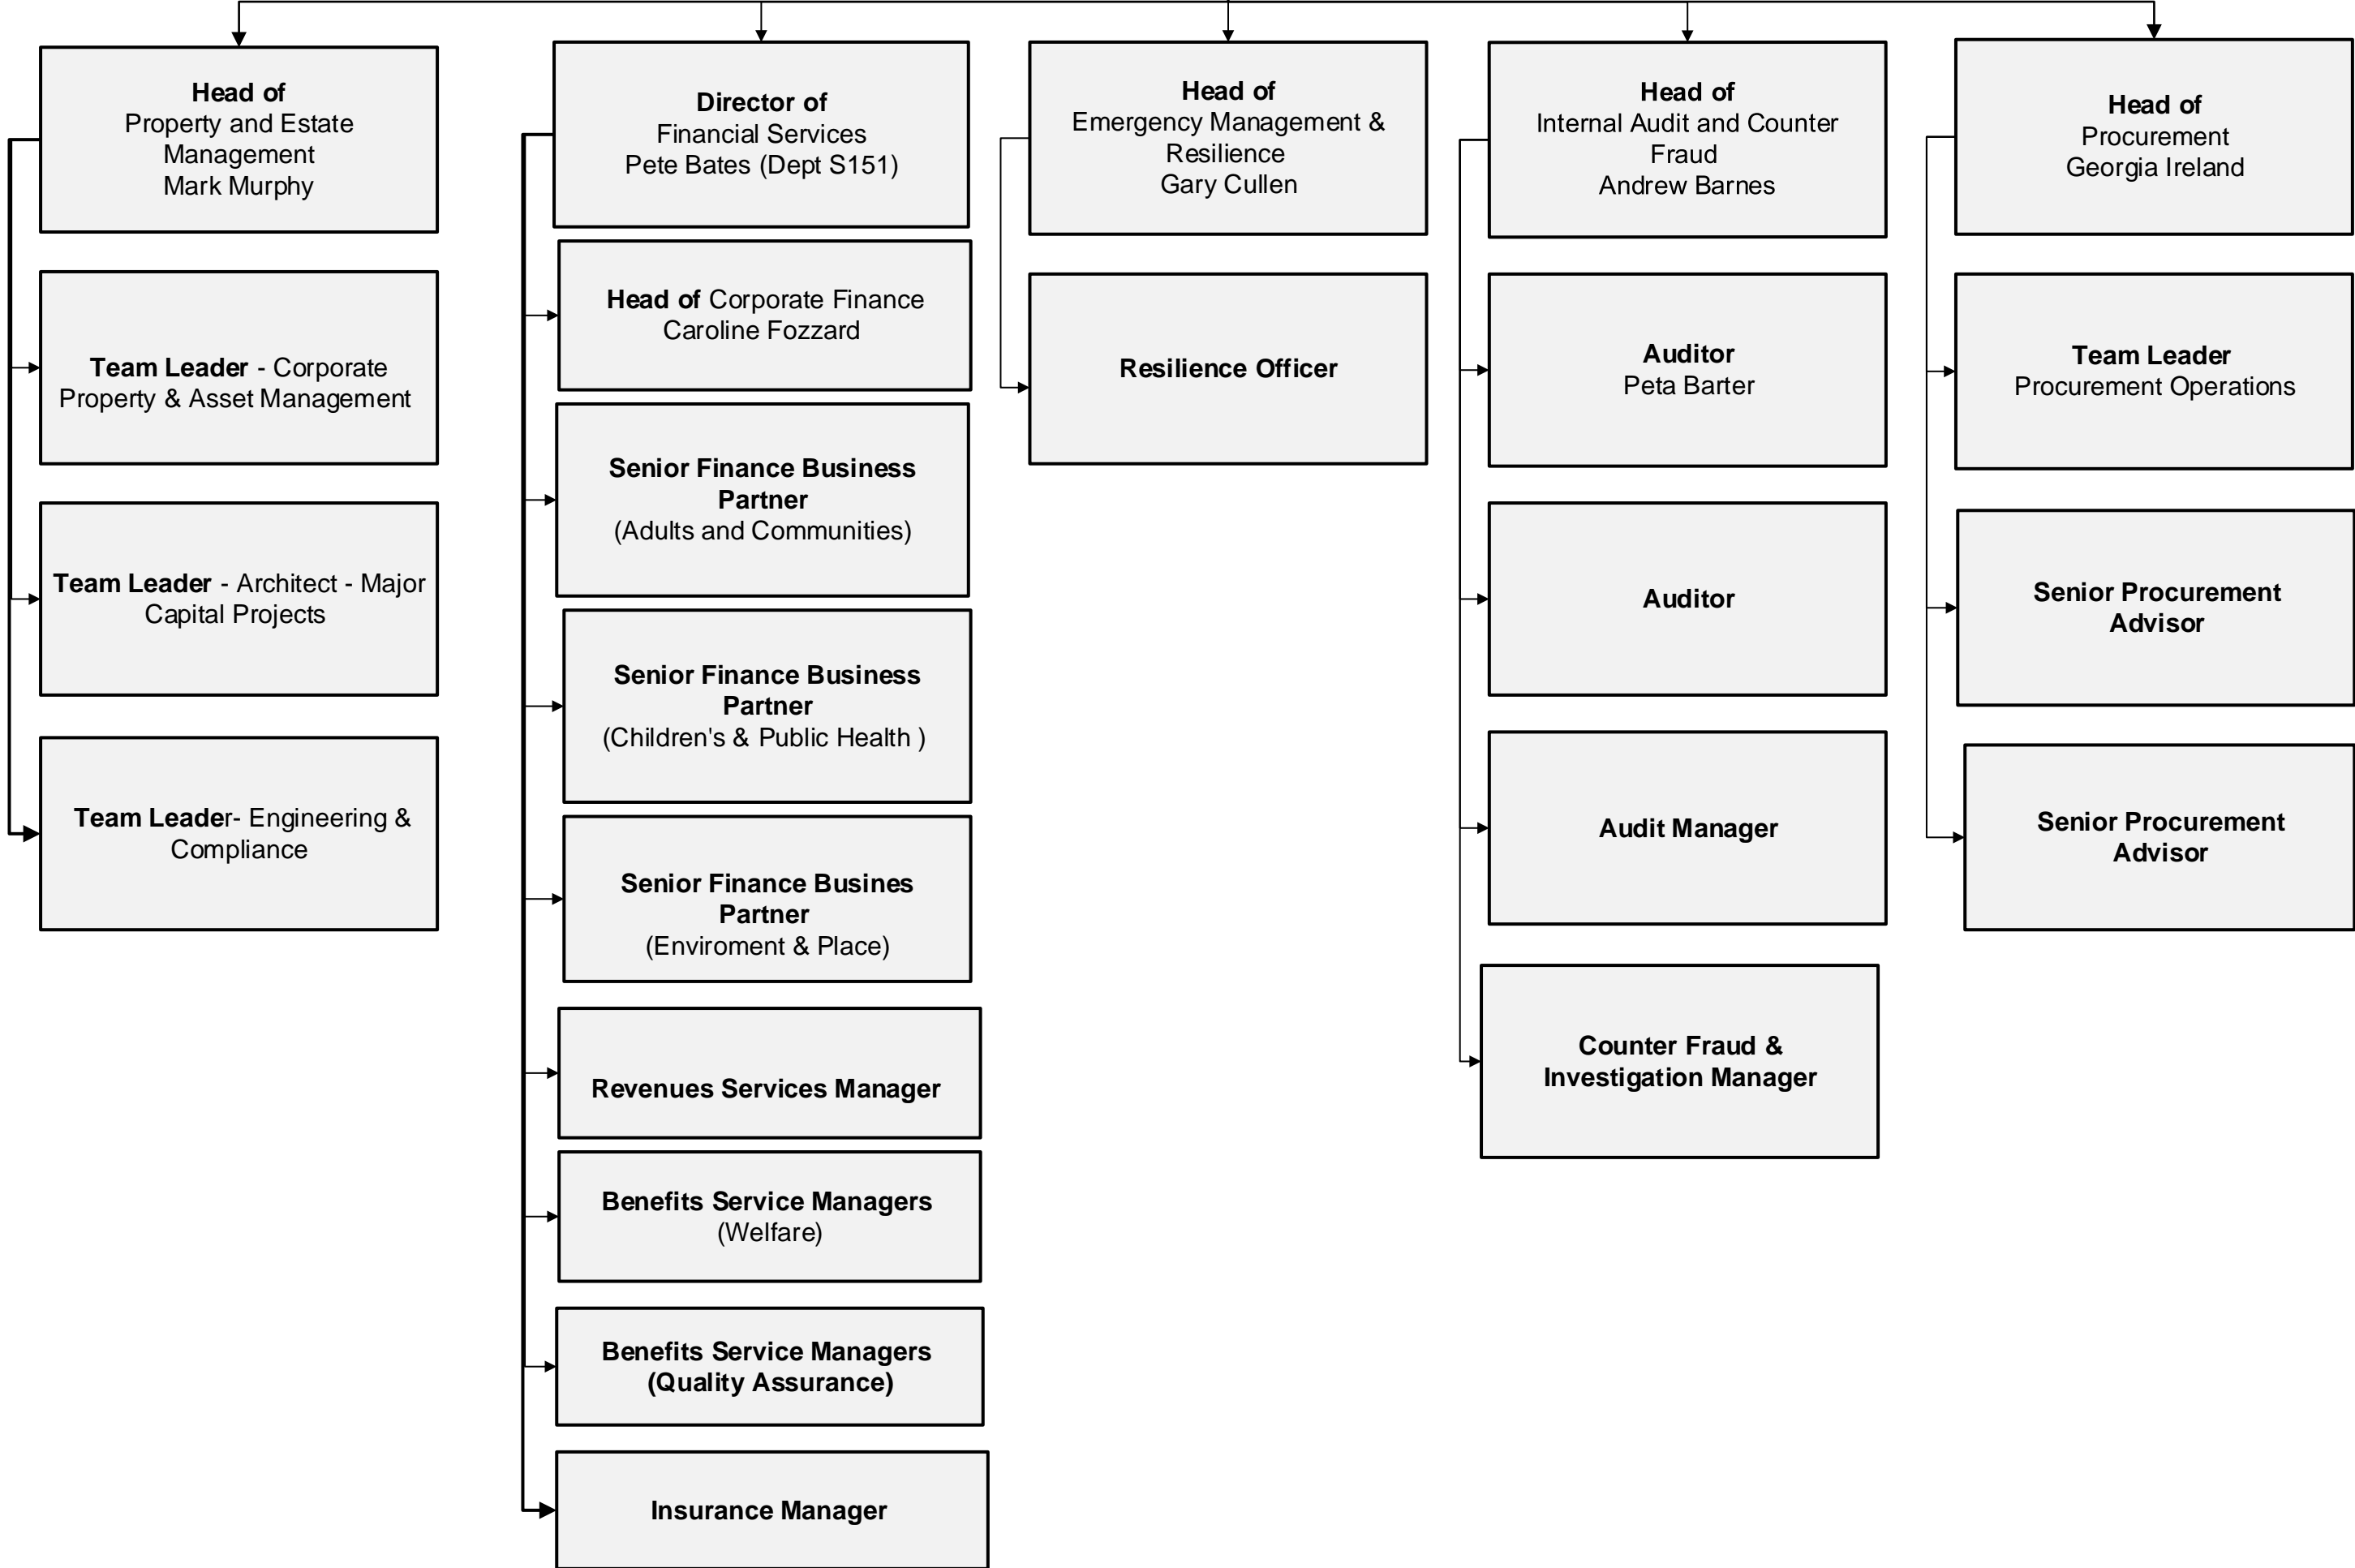 Head of
Property and Estate
Management
Mark Murphy
Team Leader - Corporate
Property & Asset Management
Team Leader - Architect - Major
Capital Projects
Team Leader- Engineering &
Compliance
Director of
Financial Services
Pete Bates (Dept S151)
Head of Corporate Finance
Caroline Fozzard
Senior Finance Business
Partner
(Adults and Communities)
Senior Finance Business
Partner
(Children's & Public Health )
Senior Finance Busines
Partner
(Enviroment & Place)
Revenues Services Manager
Benefits Service Managers
(Welfare)
Benefits Service Managers
(Quality Assurance)
Insurance Manager
Head of
Emergency Management &
Resilience
Gary Cullen
Resilience Officer
Head of
Internal Audit and Counter
Fraud
Andrew Barnes
Auditor
Peta Barter
Auditor
Audit Manager
Counter Fraud &
Investigation Manager
Head of
Procurement
Georgia Ireland
Team Leader
Procurement Operations
Senior Procurement
Advisor
Senior Procurement
Advisor